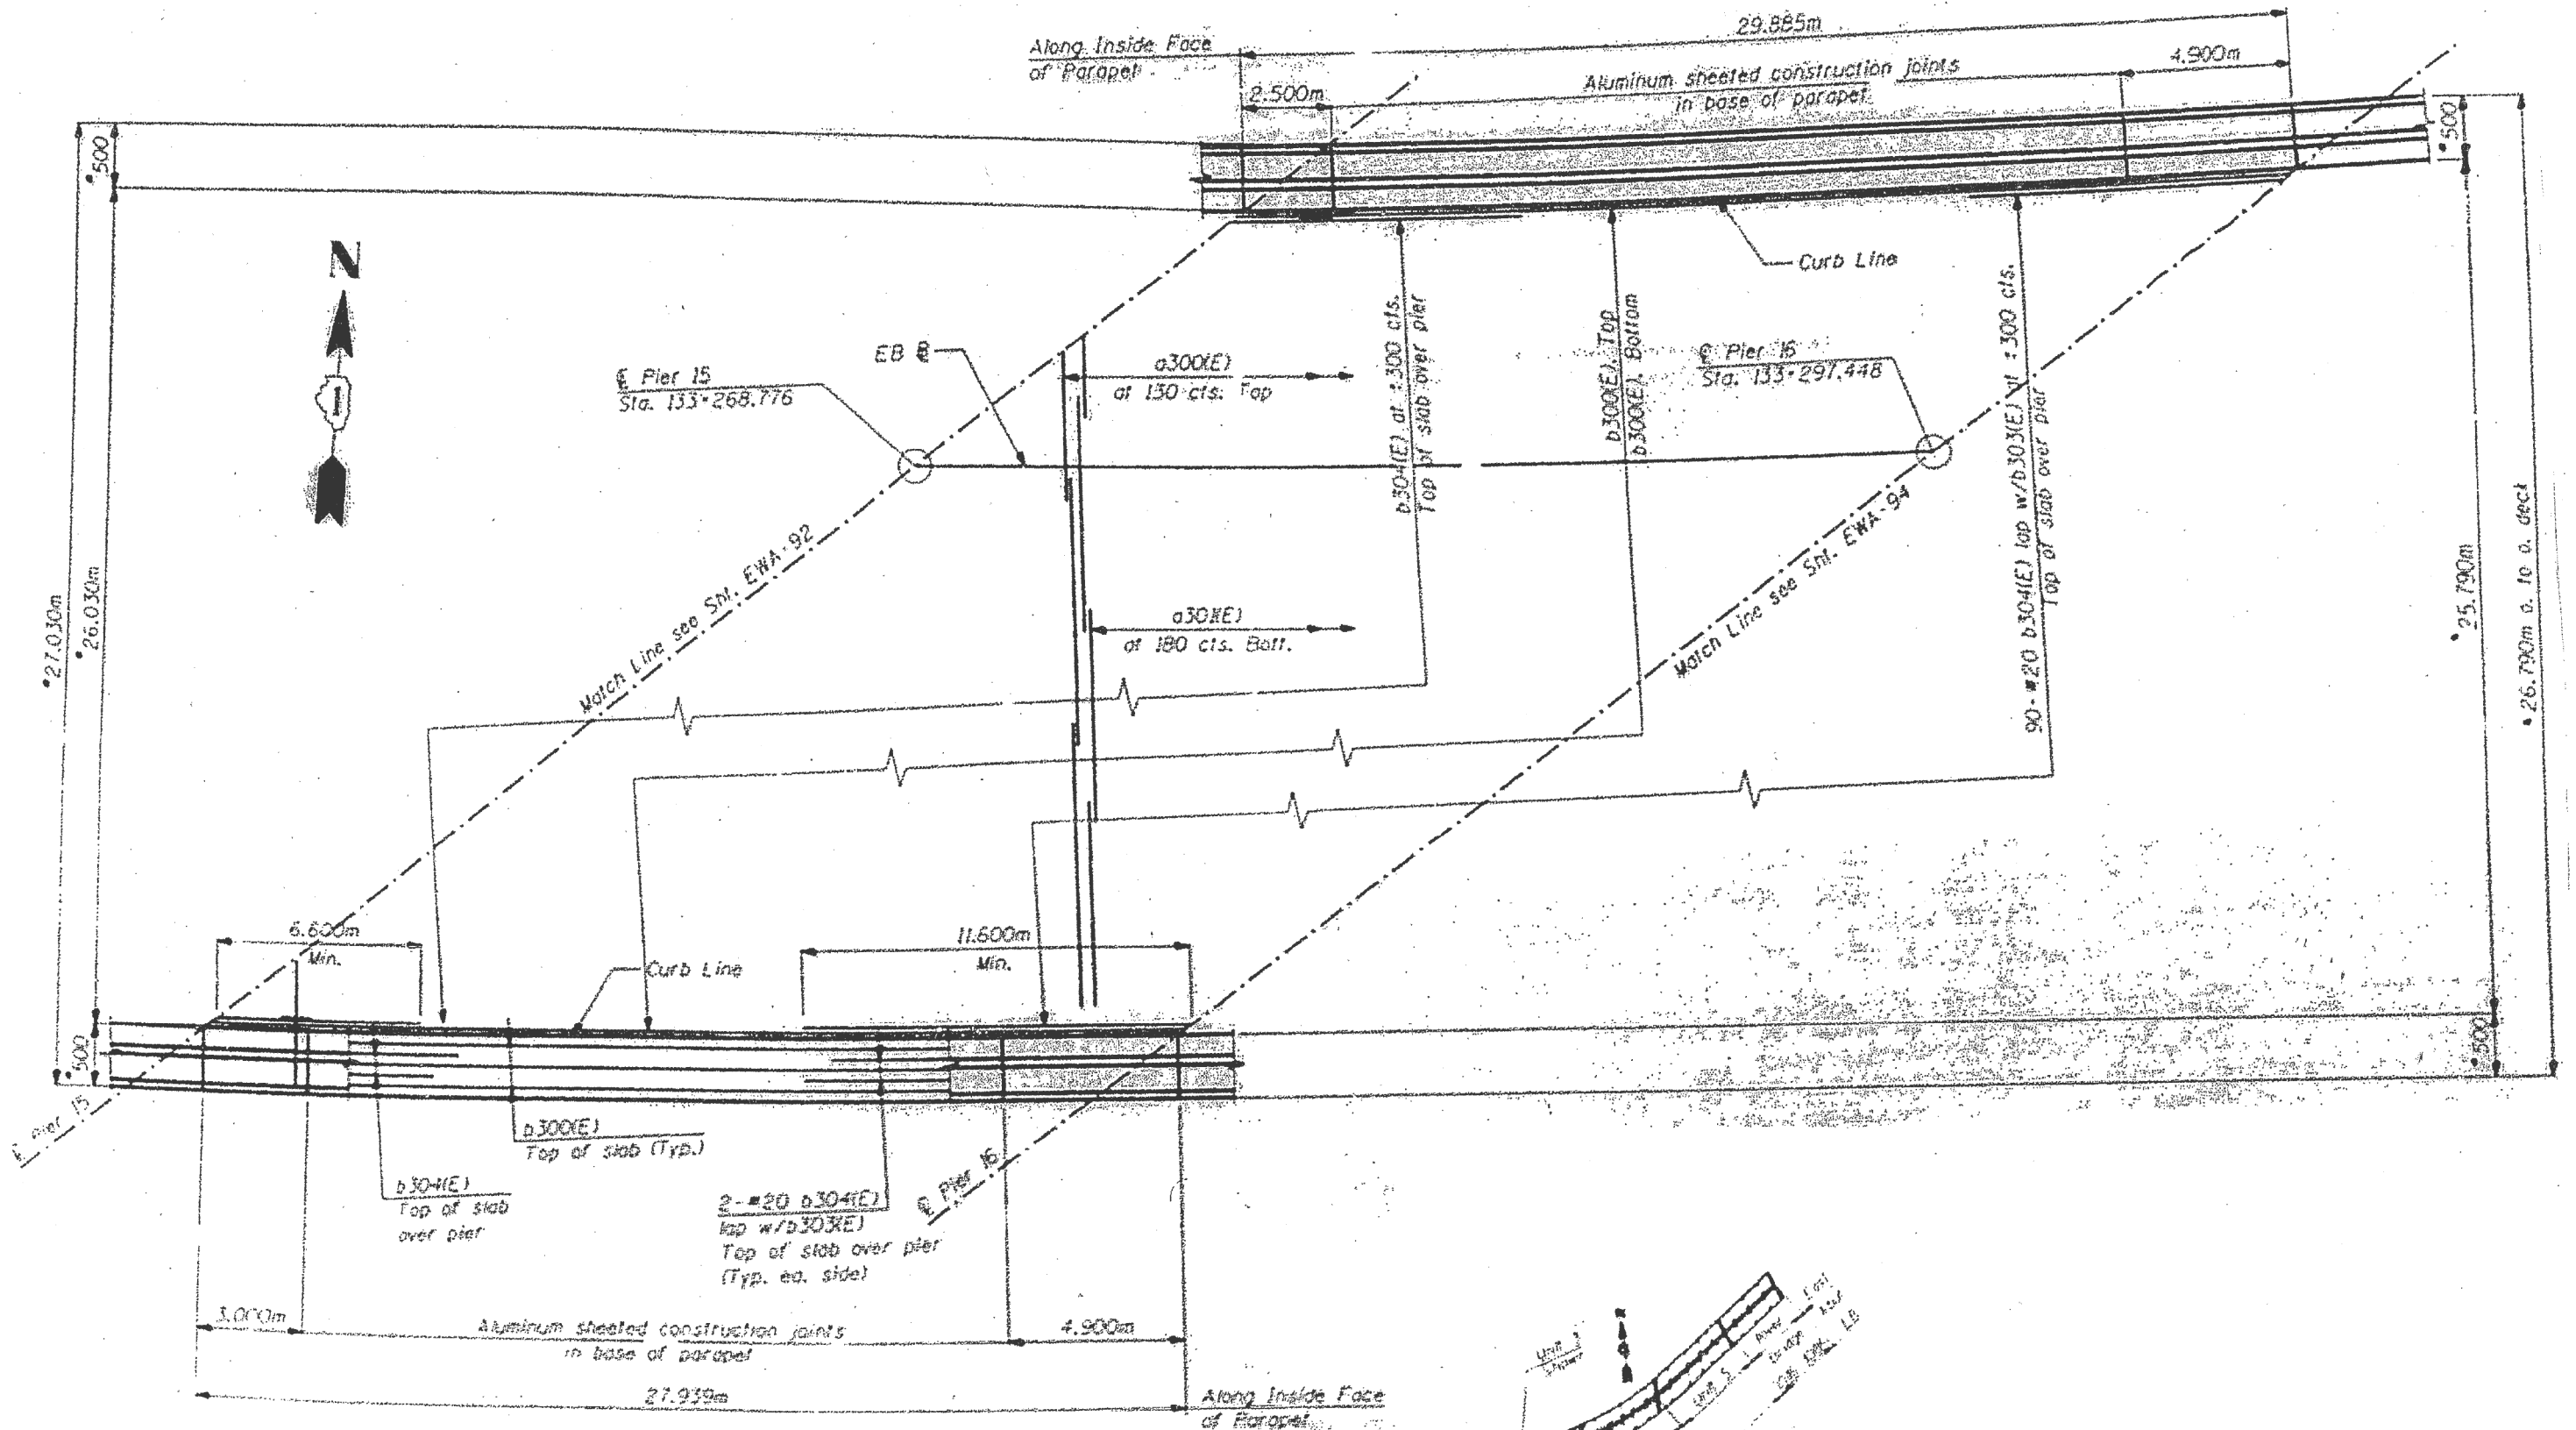 29.885m
Along Inside Face
of Parapet
4.900m
Aluminum sheeted construction joints
in base of parapet
2.500m
*500
*500
N
Curb Line
EB ℄
℄ Pier 15
Sta. 133+268.776
a300(E)
at 150 cts. Top
b304(E) at ±300 cts.
Top of slab over pier
b300(E), Top
b300(E), Bottom
℄ Pier 16
Sta. 133+297.448
90-#20 b304(E) lap w/b303(E) at ±300 cts.
Top of slab over pier
*27.030m
*26.030m
Match Line see Sht. EWA-92
a301(E)
at 180 cts. Bott.
Match Line see Sht. EWA-94
*25.790m
*26.790m o. to o. deck
6.600m
Min.
Curb Line
11.600m
Min.
*500
*500
℄ Pier 15
b300(E)
Top of slab (Typ.)
b304(E)
Top of slab
over pier
2-#20 b304(E)
lap w/b303(E)
Top of slab over pier
(Typ. ea. side)
℄ Pier 16
3.000m
Aluminum sheeted construction joints
in base of parapet
4.900m
27.939m
Along Inside Face
of Parapet